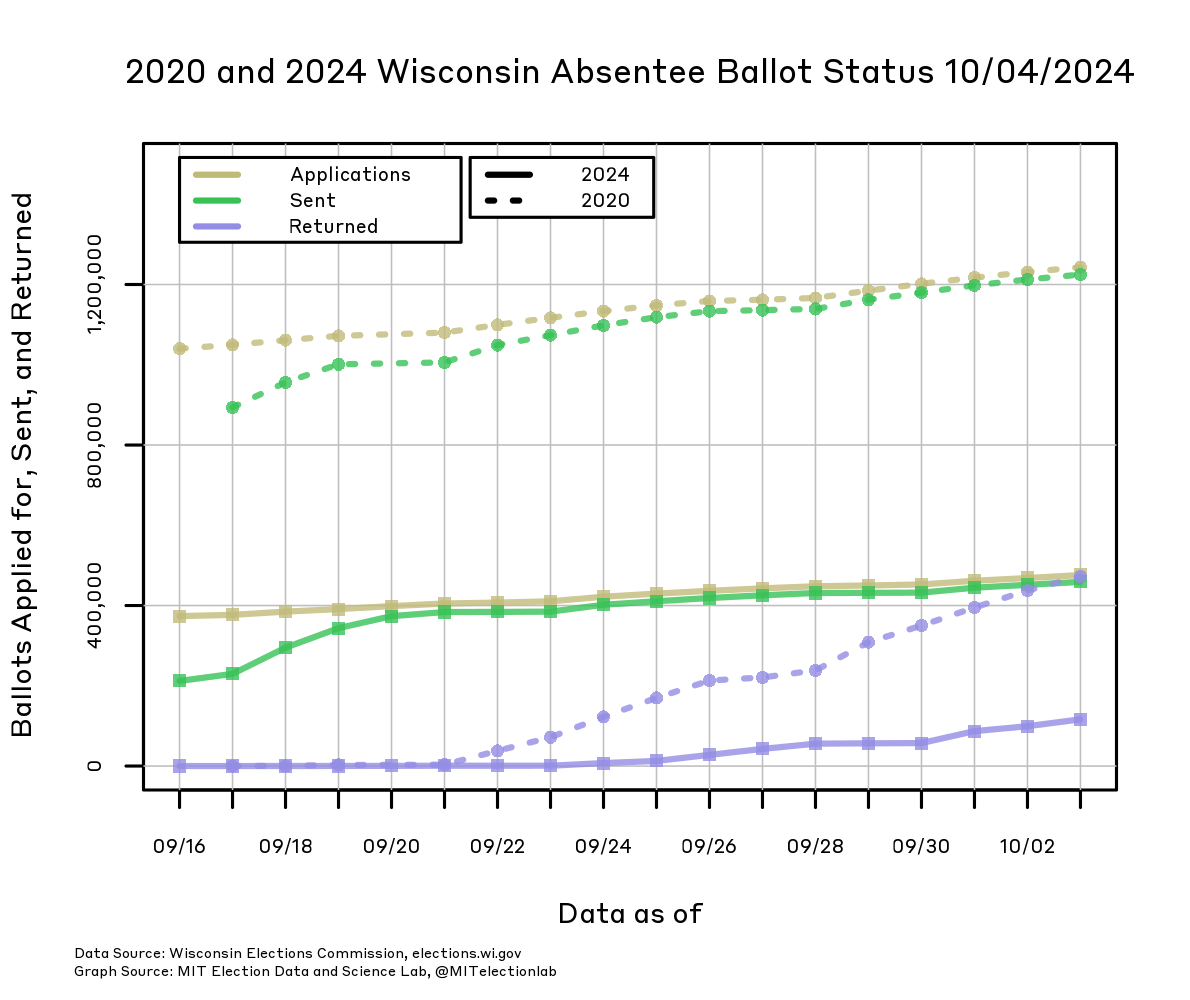 2020 and 2024 Wisconsin Absentee Ballot Status 10/04/2024
Applications
Sent
Returned
2024
2020
Ballots Applied for, Sent, and Returned
1,200,000
800,000
400,000
0
09/16 09/18 09/20 09/22 09/24 09/26 09/28 09/30 10/02
Data as of
Data Source: Wisconsin Elections Commission, elections.wi.gov
Graph Source: MIT Election Data and Science Lab, @MITelectionlab